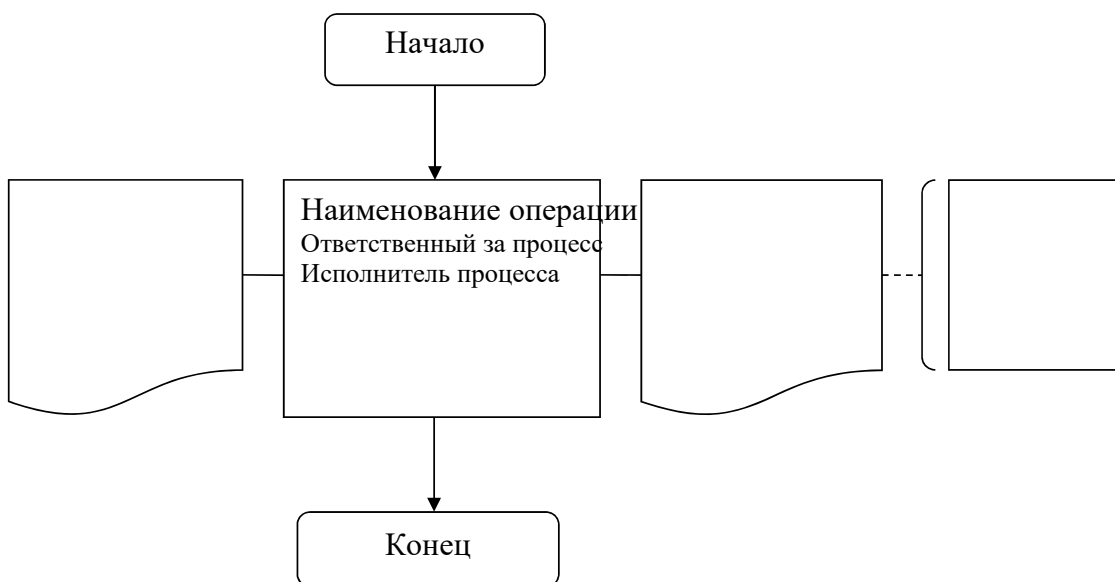 Начало
Наименование операции
Ответственный за процесс
Исполнитель процесса
Конец